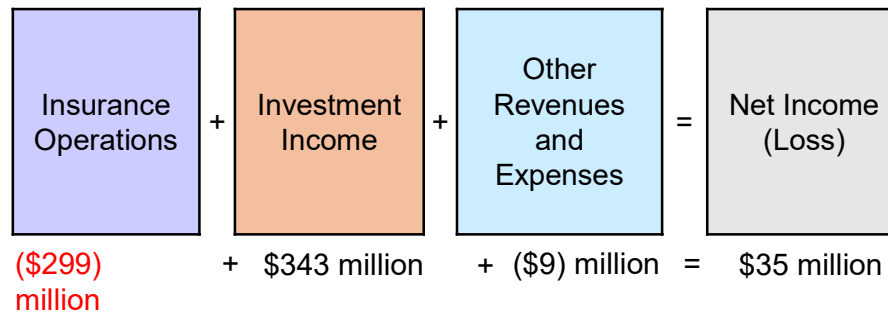 Insurance
Operations
+
Investment
Income
+
Other
Revenues
and
Expenses
=
Net Income
(Loss)
($299)
million
+ $343 million + ($9) million = $35 million